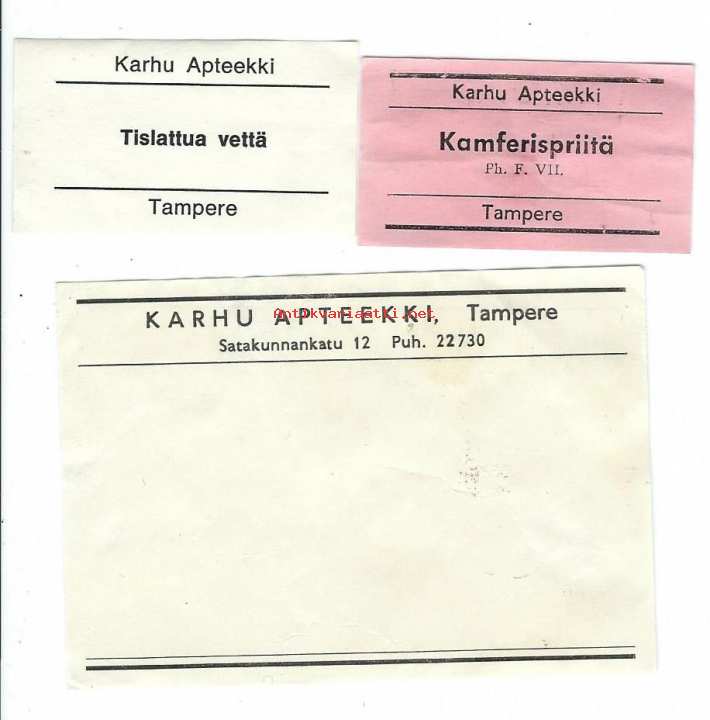 Karhu Apteekki
Tislattua vettä
Tampere
Karhu Apteekki
Kamferispriitä
Ph. F. VII.
Tampere
KARHU APTEEKKI, Tampere
Antikvariaatti.net
Satakunnankatu 12 Puh. 22730